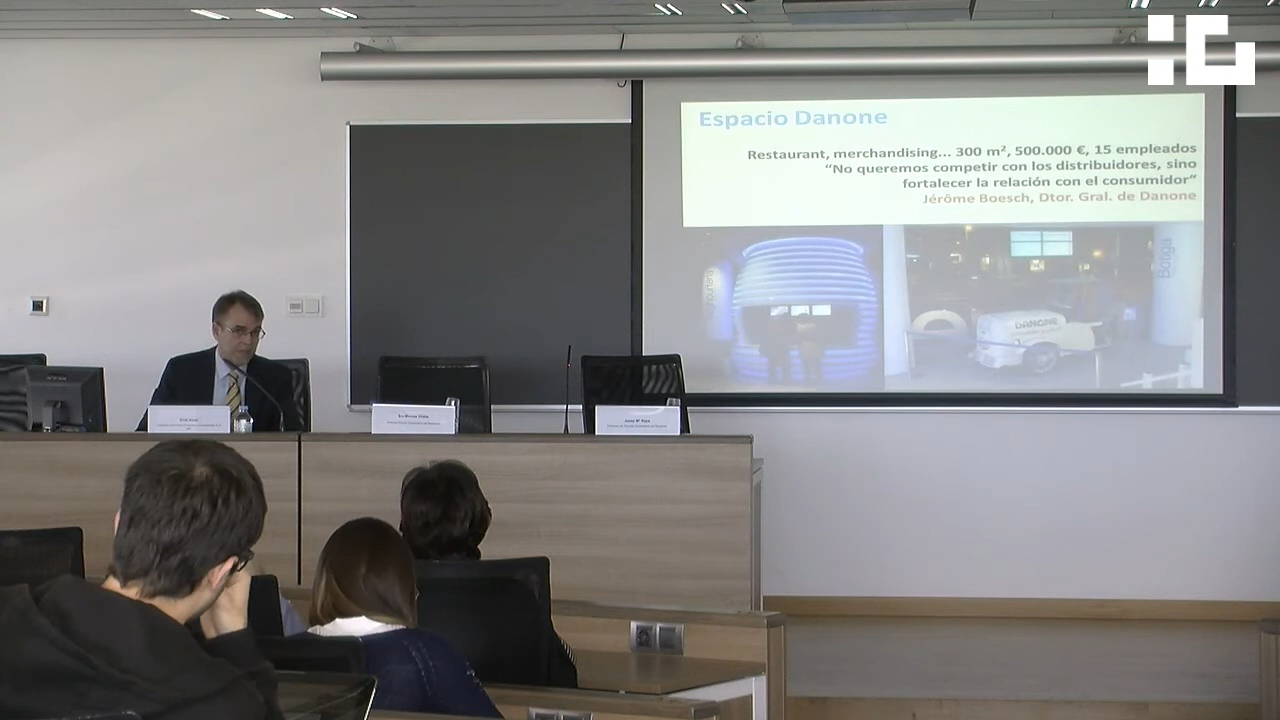 Espacio Danone
Restaurant, merchandising... 300 m², 500.000 €, 15 empleados
“No queremos competir con los distribuidores, sino
fortalecer la relación con el consumidor”
Jérôme Boesch, Dtor. Gral. de Danone
Botiga
DANONE